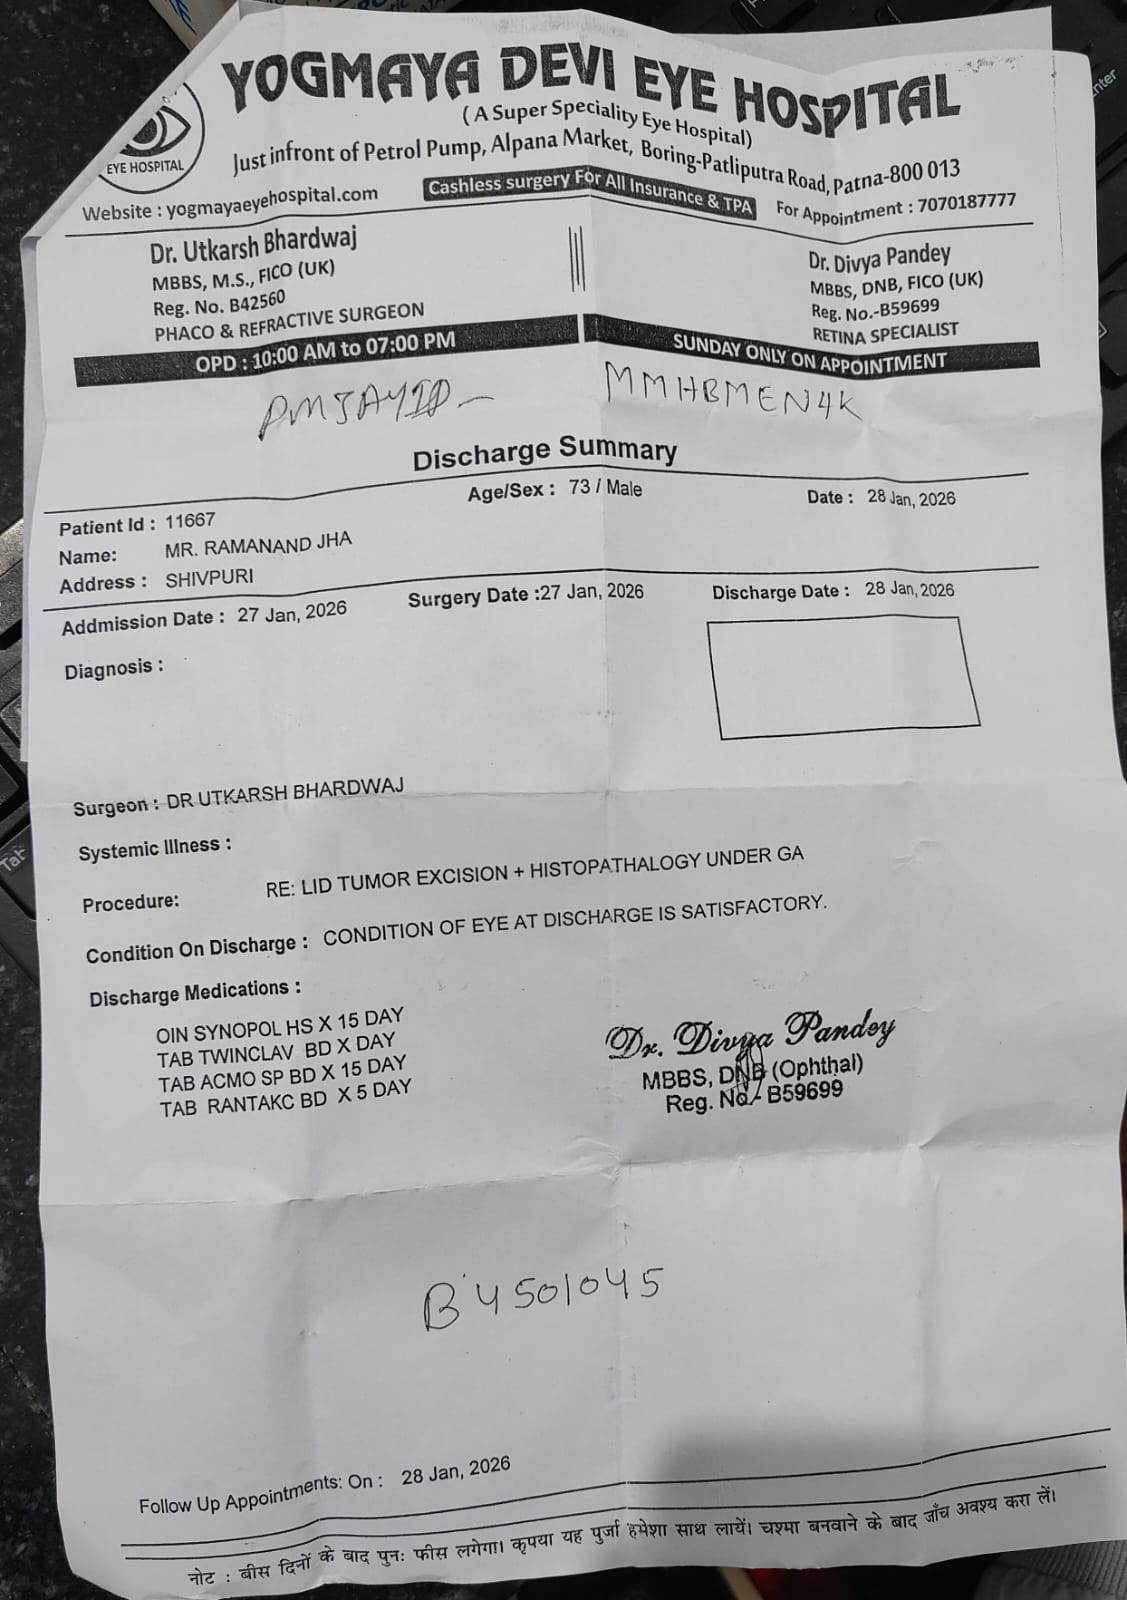 YOGMAYA DEVI EYE HOSPITAL
(A Super Speciality Eye Hospital)
Just infront of Petrol Pump, Alpana Market, Boring-Patliputra Road, Patna-800 013
EYE HOSPITAL
Website : yogmayaeyehospital.com Cashless surgery For All Insurance & TPA For Appointment : 7070187777
Dr. Utkarsh Bhardwaj
MBBS, M.S., FICO (UK)
Reg. No. B42560
PHACO & REFRACTIVE SURGEON
OPD : 10:00 AM to 07:00 PM
Dr. Divya Pandey
MBBS, DNB, FICO (UK)
Reg. No.-B59699
RETINA SPECIALIST
SUNDAY ONLY ON APPOINTMENT
PMJAYID - MMHBMEN4K
Discharge Summary
Patient Id : 11667 Age/Sex : 73 / Male Date : 28 Jan, 2026
Name: MR. RAMANAND JHA
Address : SHIVPURI
Addmission Date : 27 Jan, 2026 Surgery Date :27 Jan, 2026 Discharge Date : 28 Jan, 2026
Diagnosis :
Surgeon : DR UTKARSH BHARDWAJ
Systemic Illness :
Procedure: RE: LID TUMOR EXCISION + HISTOPATHALOGY UNDER GA
Condition On Discharge : CONDITION OF EYE AT DISCHARGE IS SATISFACTORY.
Discharge Medications :
OIN SYNOPOL HS X 15 DAY
TAB TWINCLAV BD X DAY
TAB ACMO SP BD X 15 DAY
TAB RANTAKC BD X 5 DAY
Dr. Divya Pandey
MBBS, DNB (Ophthal)
Reg. No.- B59699
B4501045
Follow Up Appointments: On : 28 Jan, 2026
नोट : बीस दिनों के बाद पुनः फीस लगेगा। कृपया यह पुर्जा हमेशा साथ लायें। चश्मा बनवाने के बाद जाँच अवश्य करा लें।
Tab
enter